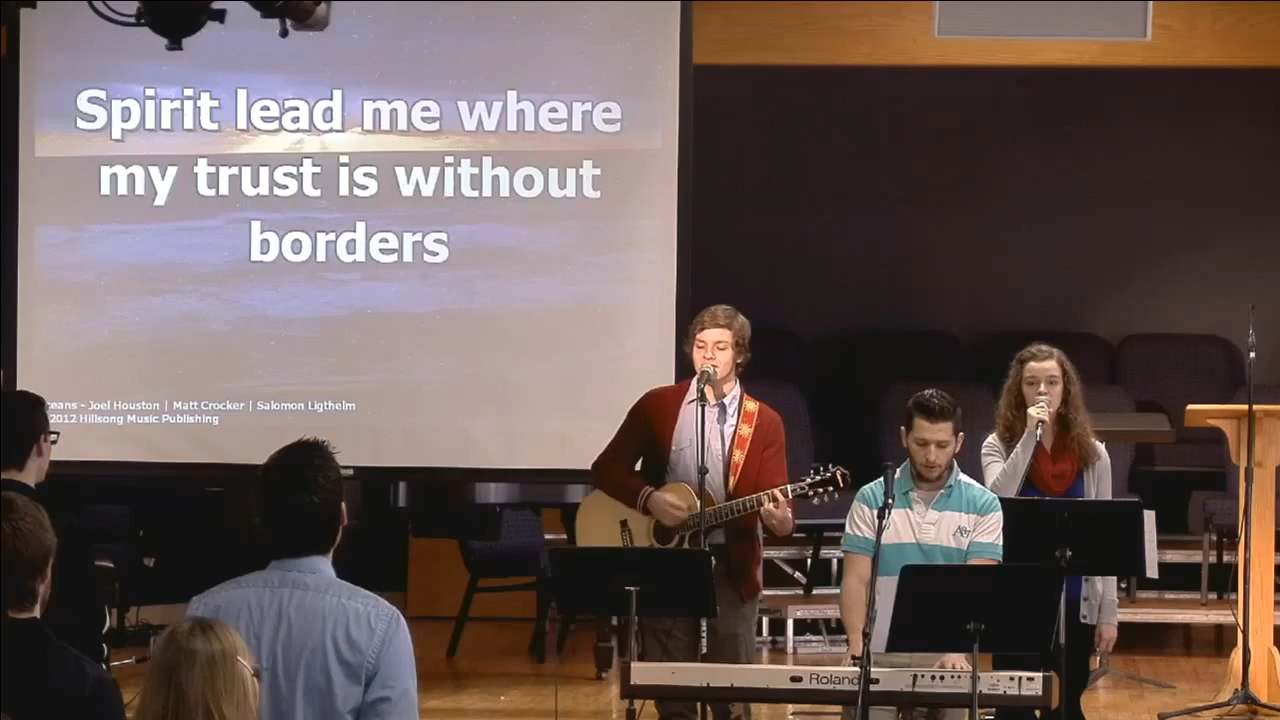 Spirit lead me where
my trust is without
borders
ceans - Joel Houston | Matt Crocker | Salomon Ligthelm
2012 Hillsong Music Publishing
Roland